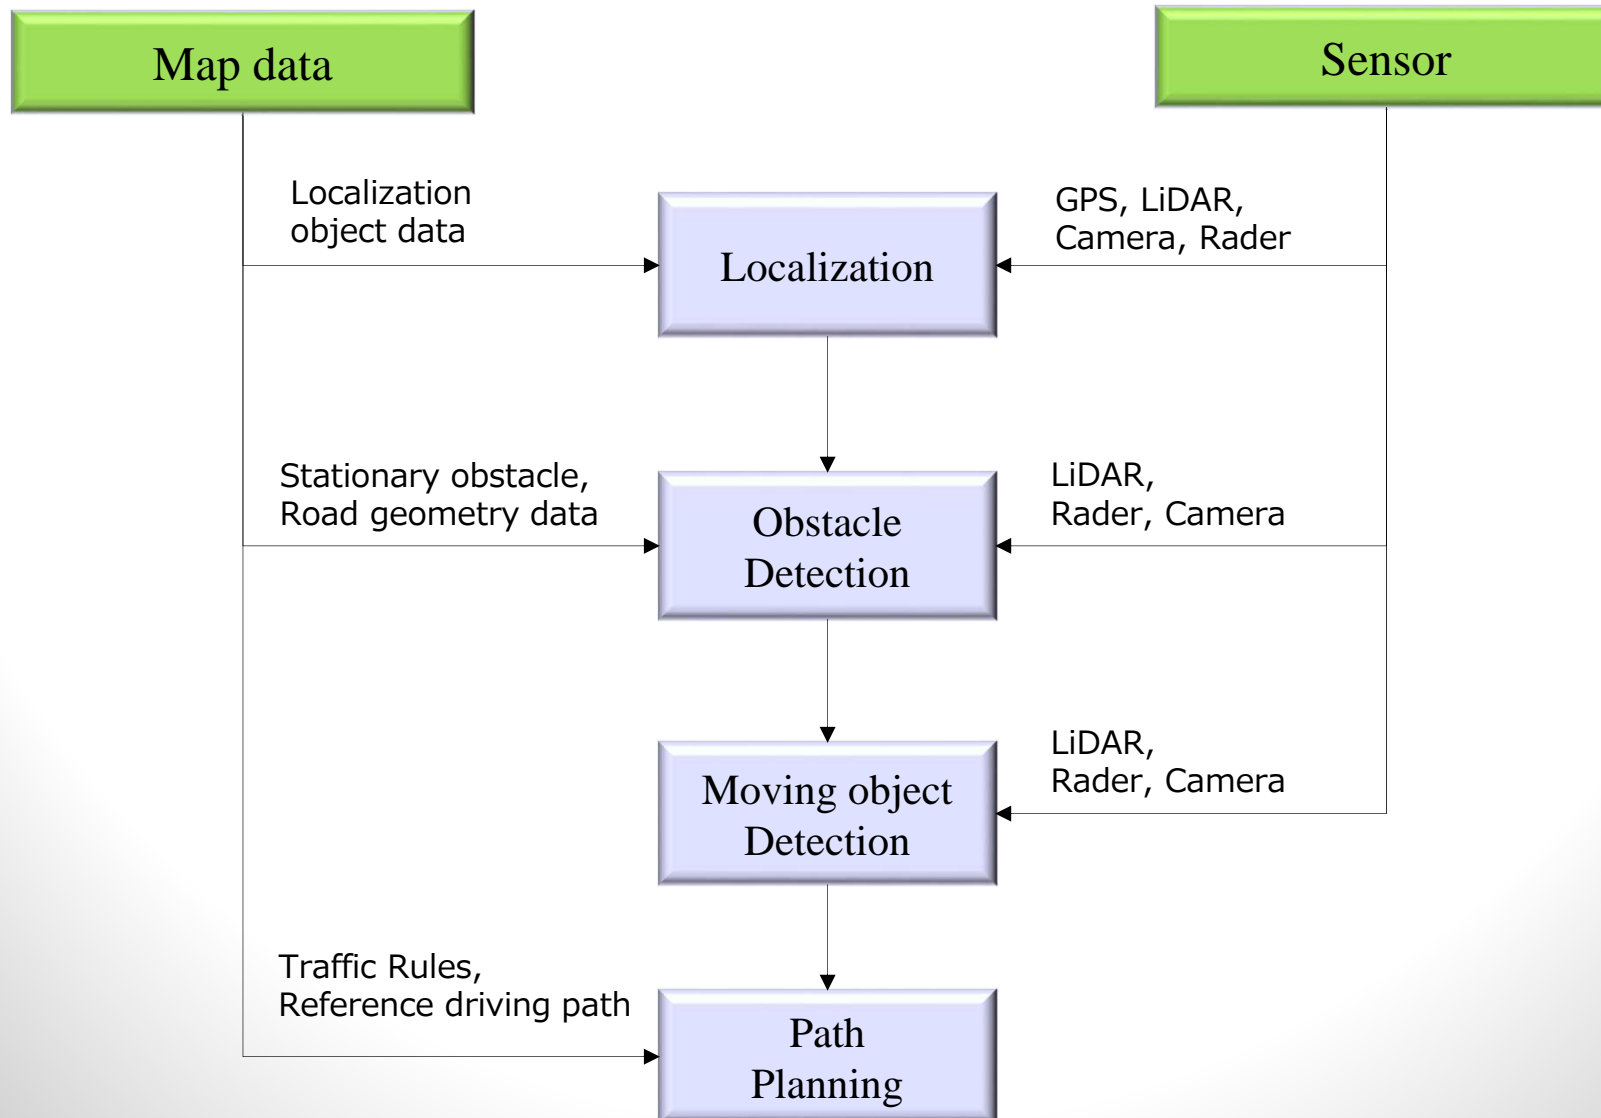 Map data
Sensor
Localization
object data
GPS, LiDAR,
Camera, Rader
Localization
Stationary obstacle,
Road geometry data
LiDAR,
Rader, Camera
Obstacle
Detection
LiDAR,
Rader, Camera
Moving object
Detection
Traffic Rules,
Reference driving path
Path
Planning